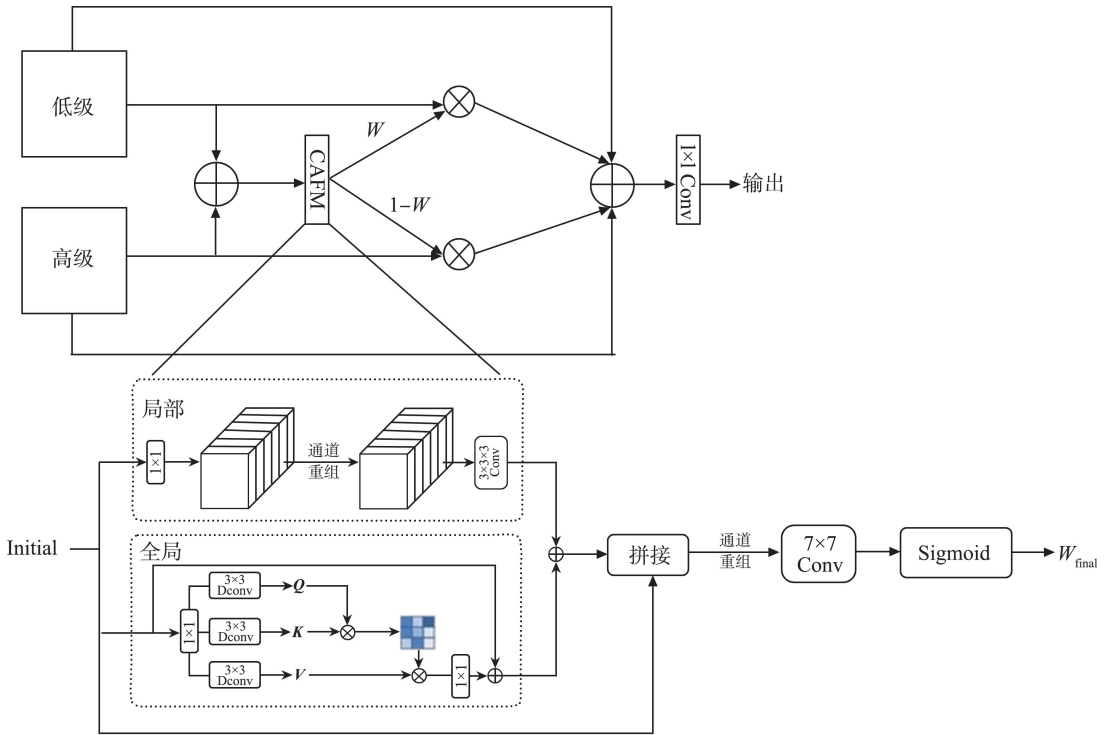 低级
W
CAFM
1−W
1×1 Conv
输出
高级
局部
1×1
通道
重组
3×3×3
Conv
Initial
全局
3×3
Dconv
Q
1×1
3×3
Dconv
K
3×3
Dconv
V
1×1
拼接
通道
重组
7×7
Conv
Sigmoid
Wfinal